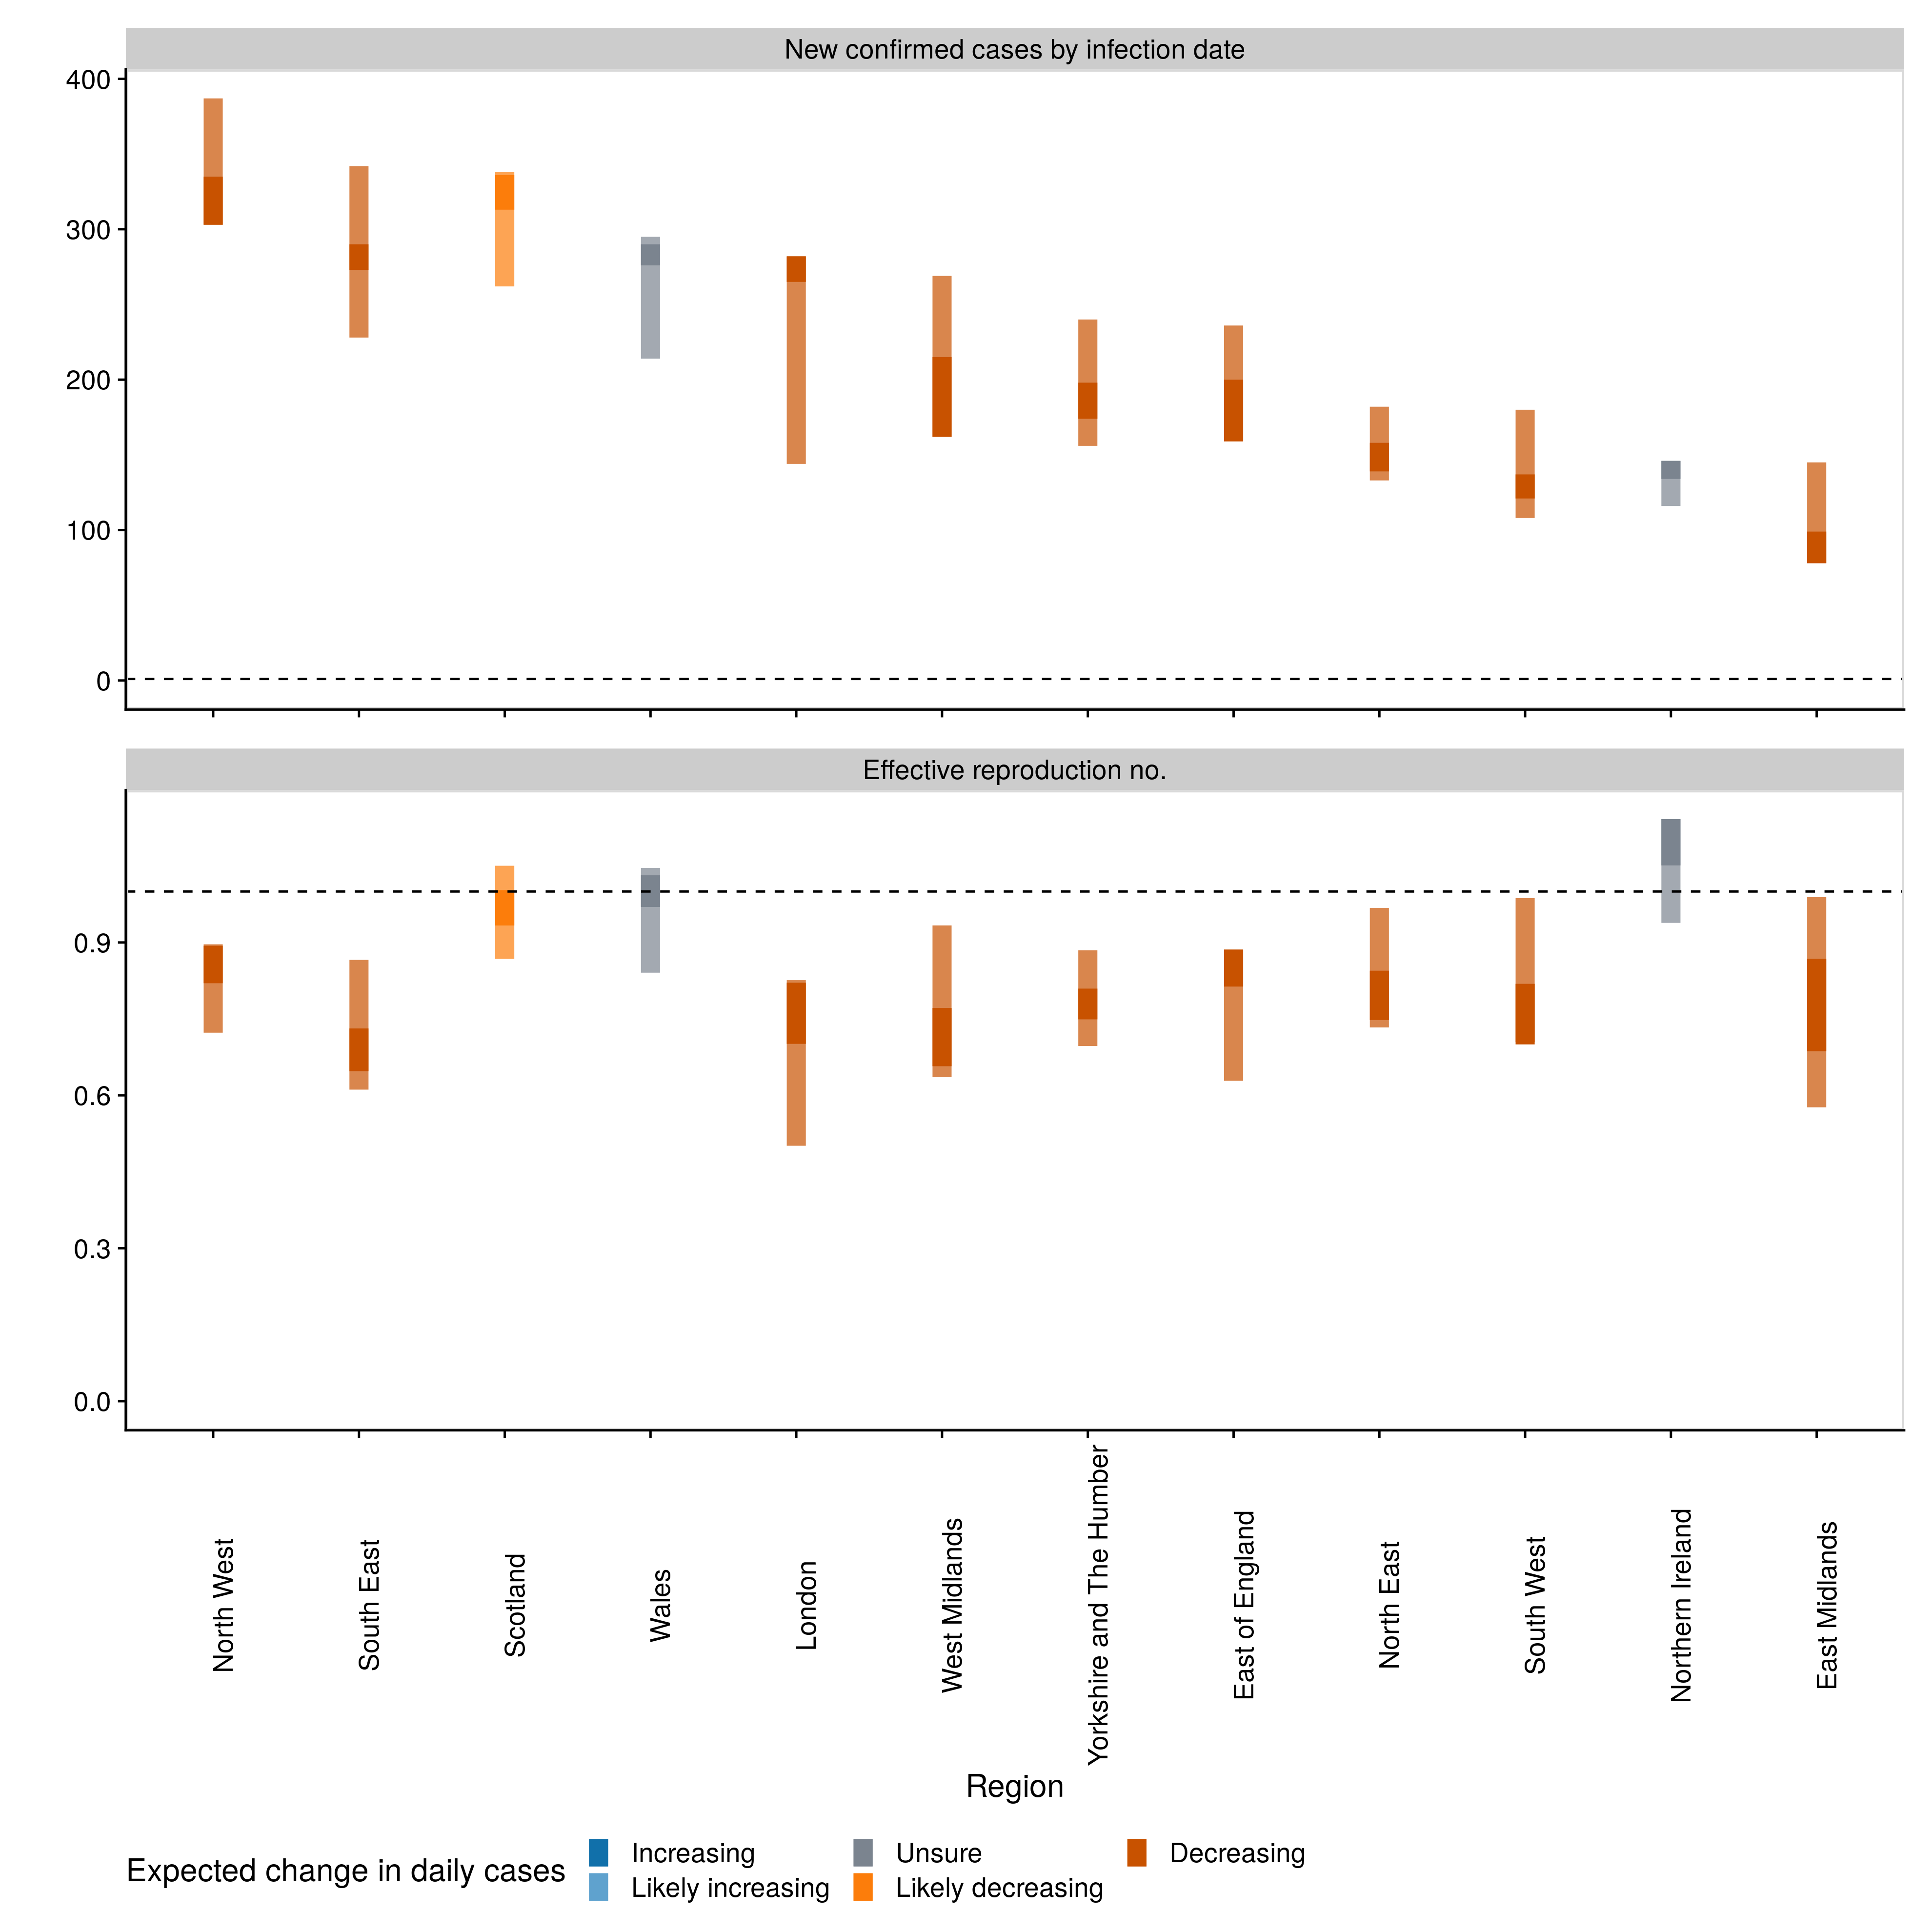 New confirmed cases by infection date
400
300
200
100
0
Effective reproduction no.
0.9
0.6
0.3
0.0
North West
South East
Scotland
Wales
London
West Midlands
Yorkshire and The Humber
East of England
North East
South West
Northern Ireland
East Midlands
Region
Expected change in daily cases
Increasing
Unsure
Decreasing
Likely increasing
Likely decreasing